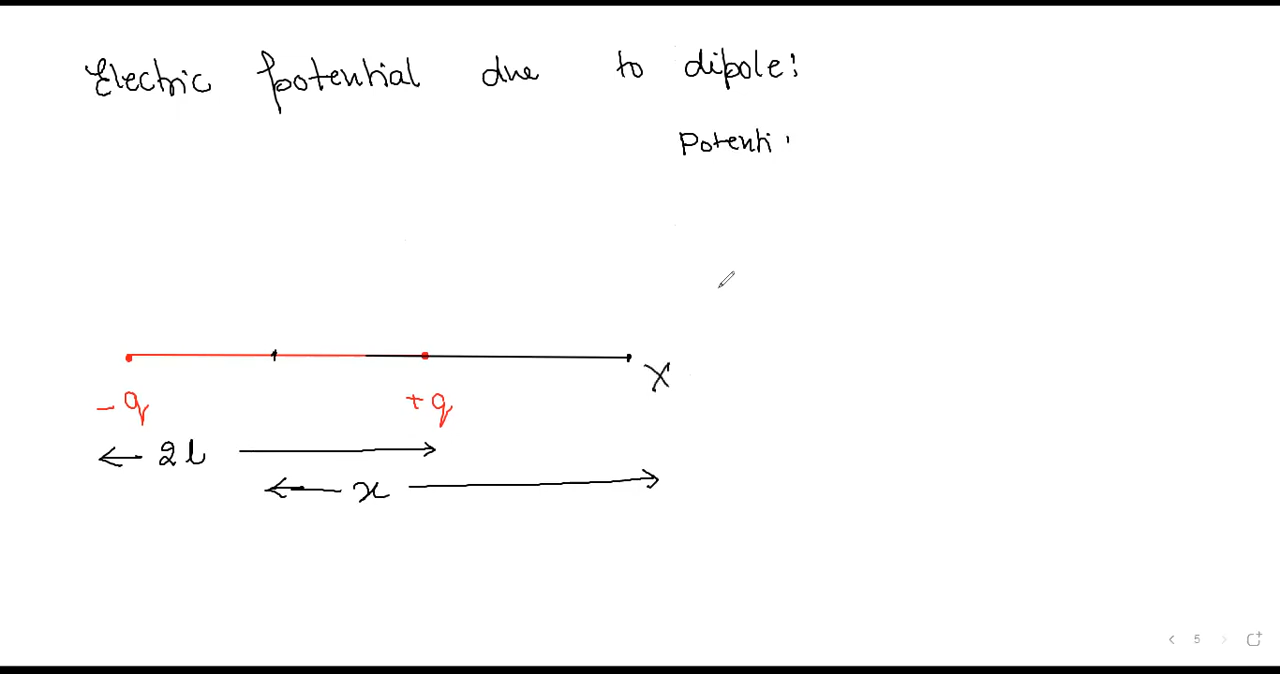 Electric potential due to dipole:
Potenti
X
-q +q
2l
x
5